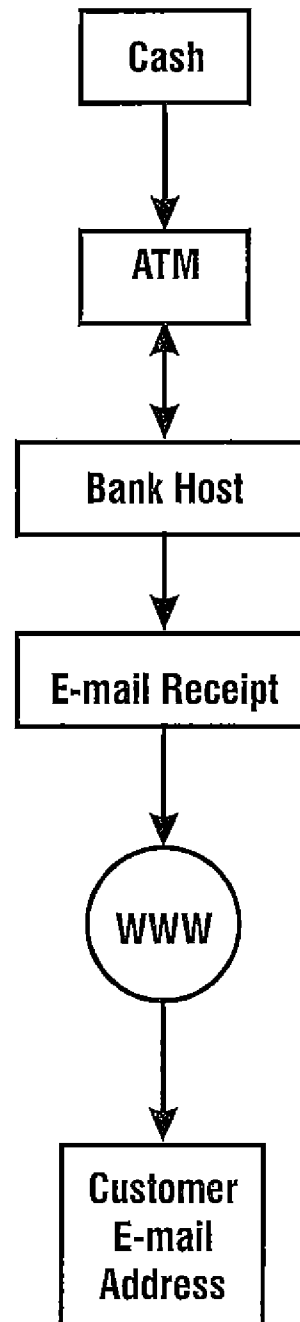 Cash
ATM
Bank Host
E-mail Receipt
WWW
Customer
E-mail
Address